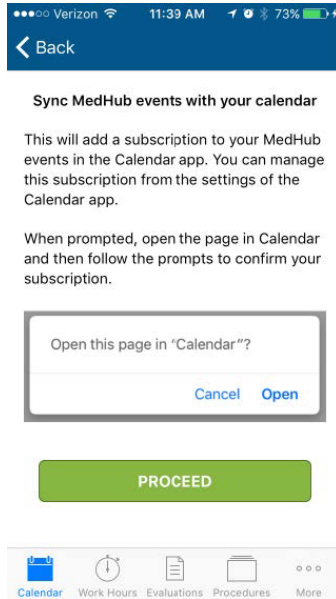 Verizon 11:39 AM 73%
Back
Sync MedHub events with your calendar
This will add a subscription to your MedHub
events in the Calendar app. You can manage
this subscription from the settings of the
Calendar app.
When prompted, open the page in Calendar
and then follow the prompts to confirm your
subscription.
Open this page in "Calendar"?
Cancel Open
PROCEED
Calendar Work Hours Evaluations Procedures More